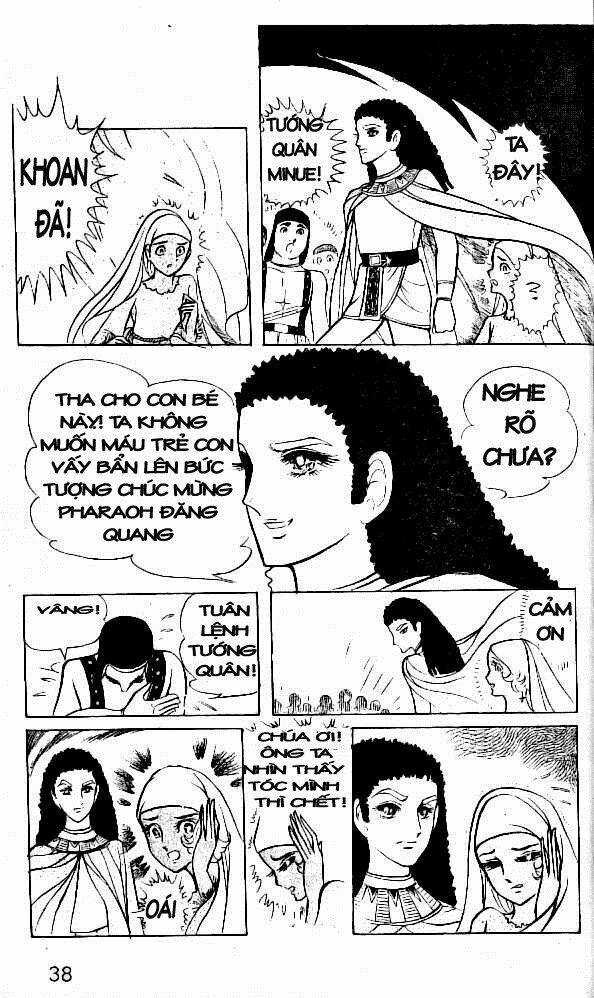 KHOAN
ĐÃ!
TƯỚNG
QUÂN
MINUE!
TA
ĐÂY!
?
THA CHO CON BÉ
NÀY! TA KHÔNG
MUỐN MÁU TRẺ CON
VẤY BẨN LÊN BỨC
TƯỢNG CHÚC MỪNG
PHARAOH ĐĂNG
QUANG
NGHE
RÕ
CHƯA?
VÂNG!
TUÂN
LỆNH
TƯỚNG
QUÂN!
CẢM
ƠN
OÁI
CHÚA ƠI!
ÔNG TA
NHÌN THẤY
TÓC MÌNH
THÌ CHẾT!
38